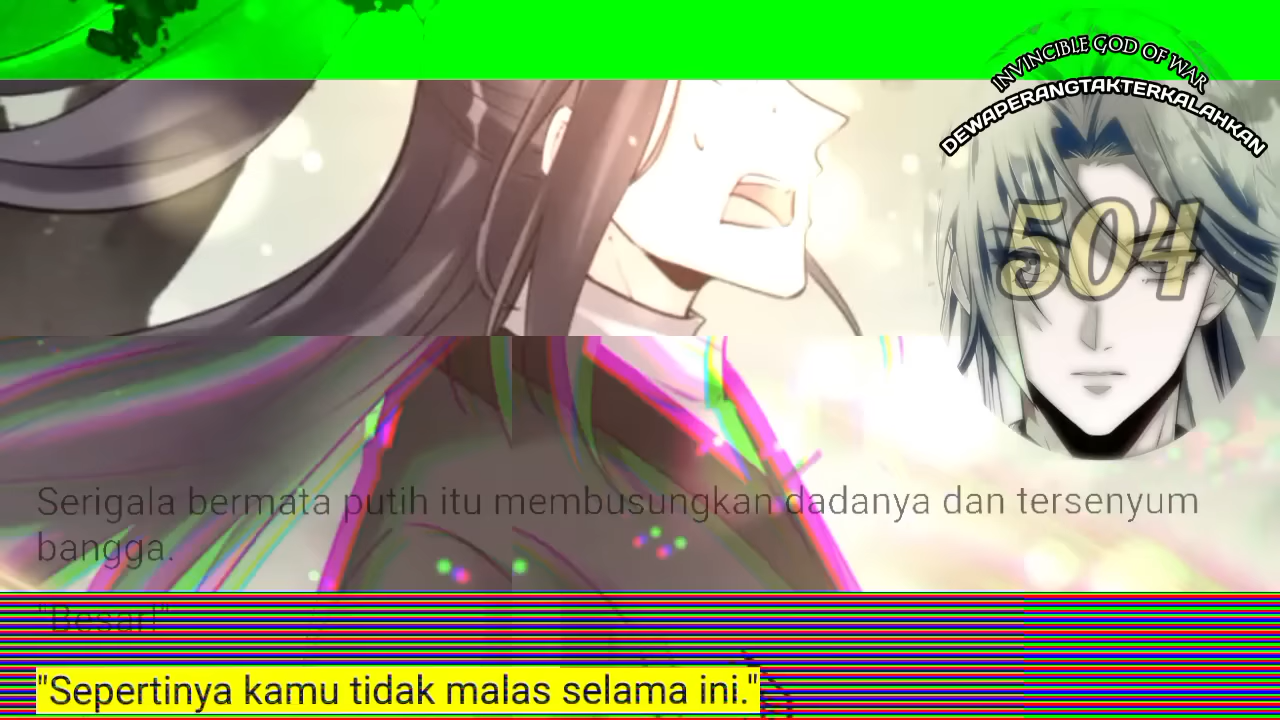 INVINCIBLE GOD OF WAR
DEWAPERANGTAKTERKALAHKAN
504
Serigala bermata putih itu membusungkan dadanya dan tersenyum
bangga.
"Besar!"
"Sepertinya kamu tidak malas selama ini."